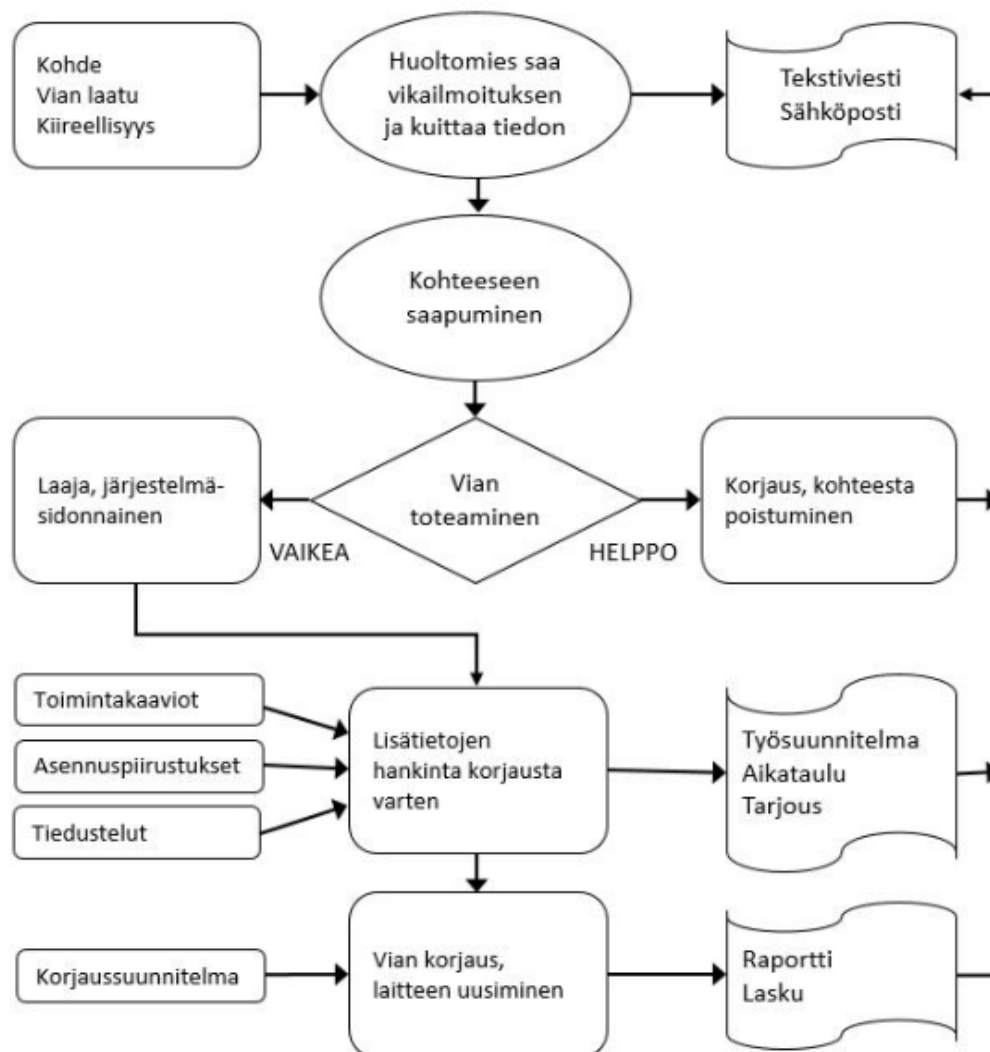 Kohde
Vian laatu
Kiireellisyys
Huoltomies saa
vikailmoituksen
ja kuittaa tiedon
Tekstiviesti
Sähköposti
Kohteeseen
saapuminen
Laaja, järjestelmä-
sidonnainen
VAIKEA
Vian
toteaminen
HELPPO
Korjaus, kohteesta
poistuminen
Toimintakaaviot
Asennuspiirustukset
Tiedustelut
Lisätietojen
hankinta korjausta
varten
Työsuunnitelma
Aikataulu
Tarjous
Korjaussuunnitelma
Vian korjaus,
laitteen uusiminen
Raportti
Lasku